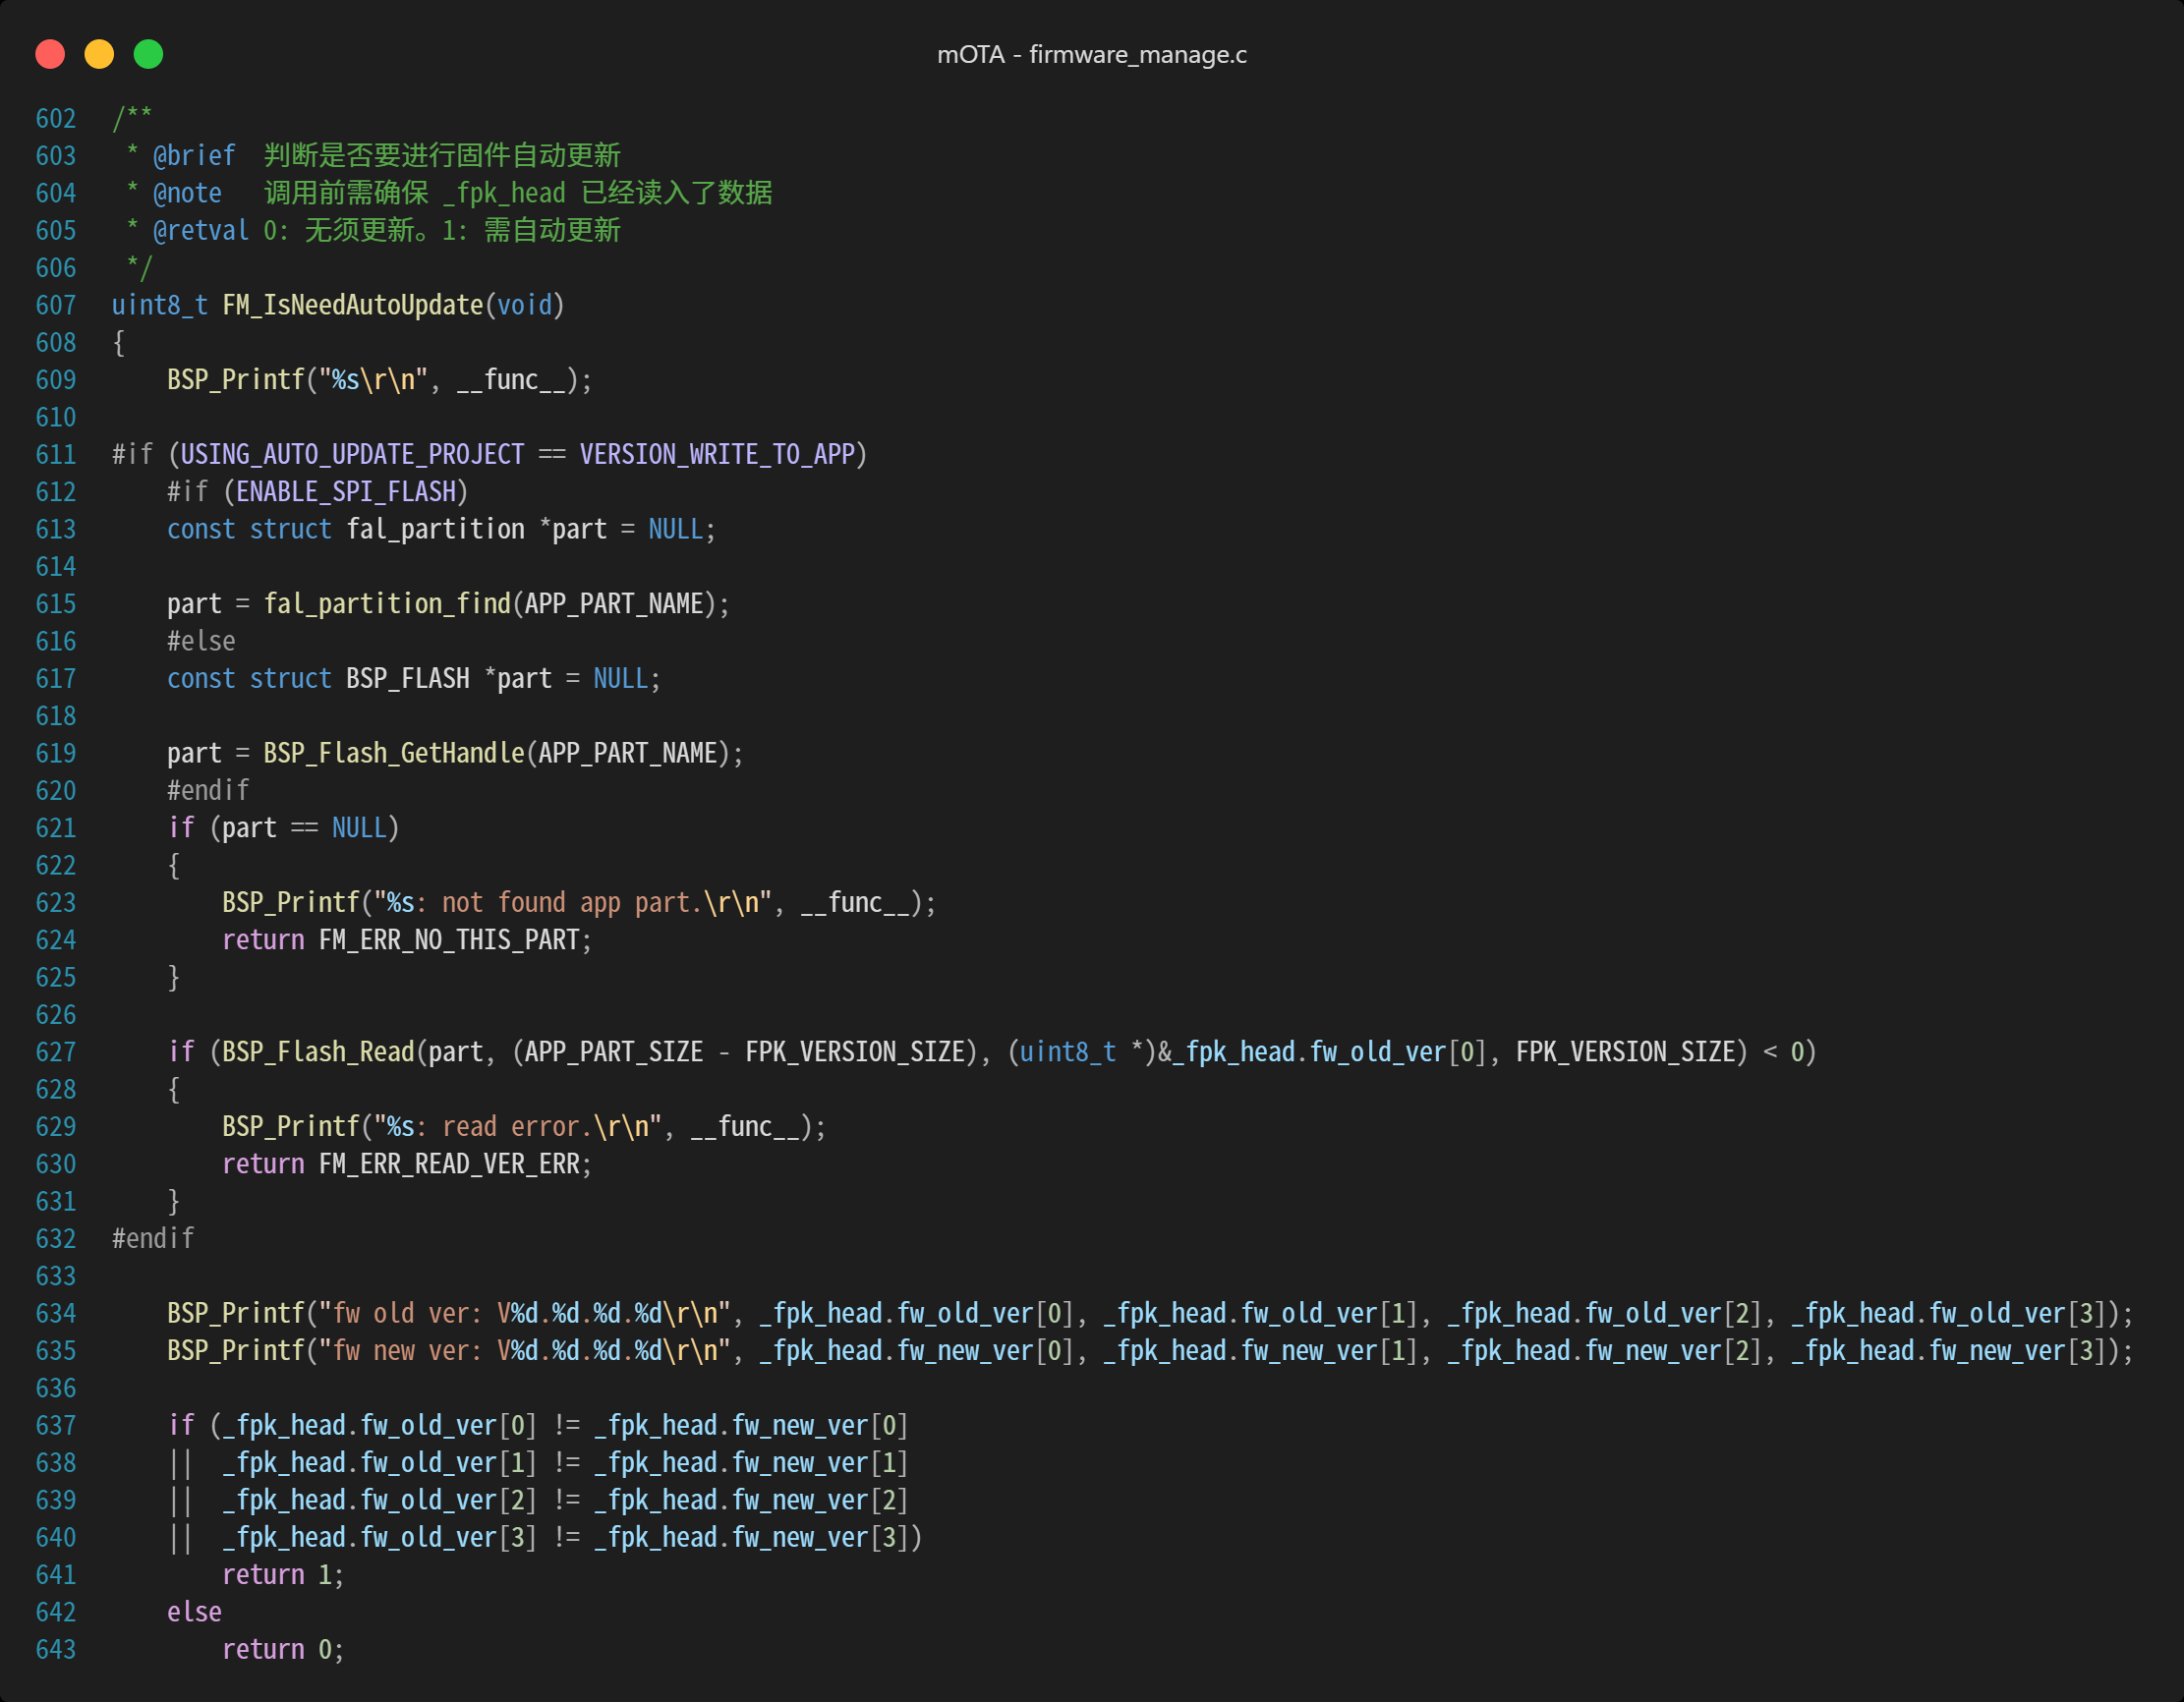 mOTA - firmware_manage.c
602 /**
603  * @brief  判断是否要进行固件自动更新
604  * @note   调用前需确保 _fpk_head 已经读入了数据
605  * @retval 0: 无须更新。1: 需自动更新
606  */
607 uint8_t FM_IsNeedAutoUpdate(void)
608 {
609     BSP_Printf("%s\r\n", __func__);
610
611 #if (USING_AUTO_UPDATE_PROJECT == VERSION_WRITE_TO_APP)
612     #if (ENABLE_SPI_FLASH)
613     const struct fal_partition *part = NULL;
614
615     part = fal_partition_find(APP_PART_NAME);
616     #else
617     const struct BSP_FLASH *part = NULL;
618
619     part = BSP_Flash_GetHandle(APP_PART_NAME);
620     #endif
621     if (part == NULL)
622     {
623         BSP_Printf("%s: not found app part.\r\n", __func__);
624         return FM_ERR_NO_THIS_PART;
625     }
626
627     if (BSP_Flash_Read(part, (APP_PART_SIZE - FPK_VERSION_SIZE), (uint8_t *)&_fpk_head.fw_old_ver[0], FPK_VERSION_SIZE) < 0)
628     {
629         BSP_Printf("%s: read error.\r\n", __func__);
630         return FM_ERR_READ_VER_ERR;
631     }
632 #endif
633
634     BSP_Printf("fw old ver: V%d.%d.%d.%d\r\n", _fpk_head.fw_old_ver[0], _fpk_head.fw_old_ver[1], _fpk_head.fw_old_ver[2], _fpk_head.fw_old_ver[3]);
635     BSP_Printf("fw new ver: V%d.%d.%d.%d\r\n", _fpk_head.fw_new_ver[0], _fpk_head.fw_new_ver[1], _fpk_head.fw_new_ver[2], _fpk_head.fw_new_ver[3]);
636
637     if (_fpk_head.fw_old_ver[0] != _fpk_head.fw_new_ver[0]
638     ||  _fpk_head.fw_old_ver[1] != _fpk_head.fw_new_ver[1]
639     ||  _fpk_head.fw_old_ver[2] != _fpk_head.fw_new_ver[2]
640     ||  _fpk_head.fw_old_ver[3] != _fpk_head.fw_new_ver[3])
641         return 1;
642     else
643         return 0;